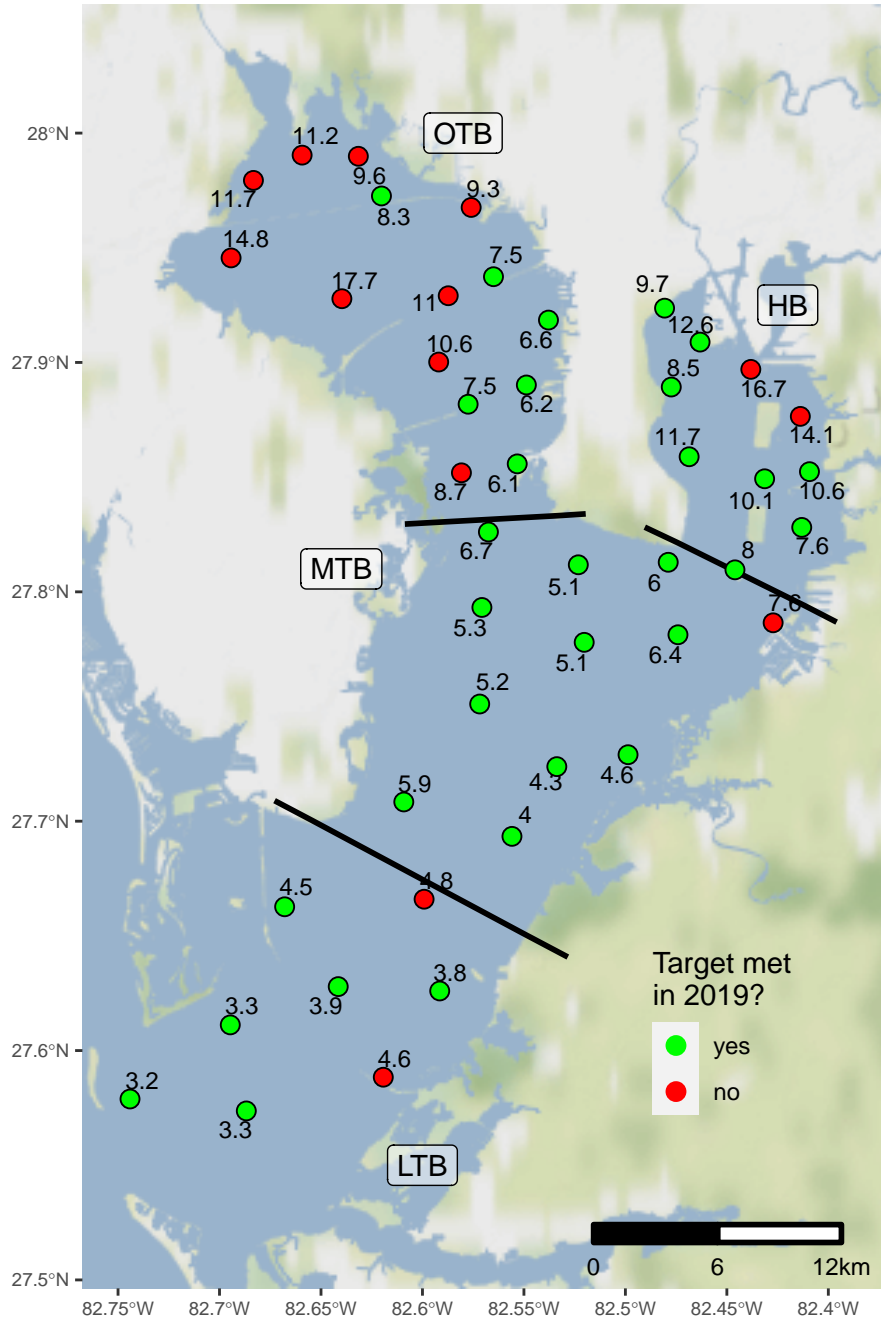 28°N
27.9°N
27.8°N
27.7°N
27.6°N
27.5°N
OTB
11.2
9.6
9.3
11.7
8.3
14.8
7.5
17.7
11
6.6
9.7
HB
12.6
10.6
8.5
16.7
7.5
6.2
11.7
14.1
8.7
6.1
10.1
10.6
6.7
7.6
MTB
5.1
6
8
5.3
7.6
5.1
6.4
5.2
4.3
4.6
5.9
4
4.8
4.5
3.9
3.8
3.3
4.6
3.2
3.3
LTB
Target met
in 2019?
yes
no
0 6 12km
82.75°W 82.7°W 82.65°W 82.6°W 82.55°W 82.5°W 82.45°W 82.4°W